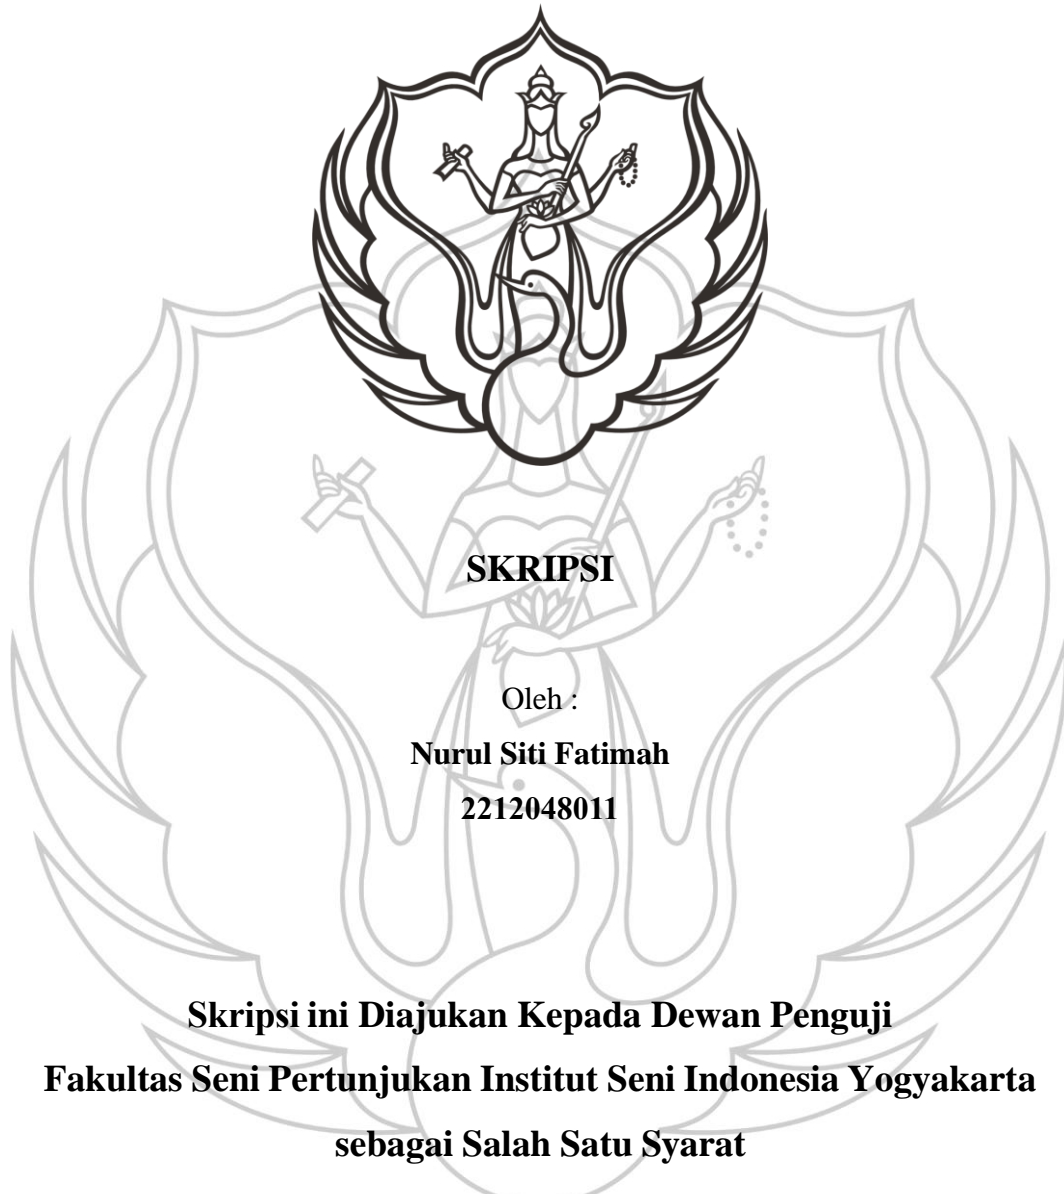 SKRIPSI
Oleh :
Nurul Siti Fatimah
2212048011
Skripsi ini Diajukan Kepada Dewan Penguji
Fakultas Seni Pertunjukan Institut Seni Indonesia Yogyakarta
sebagai Salah Satu Syarat